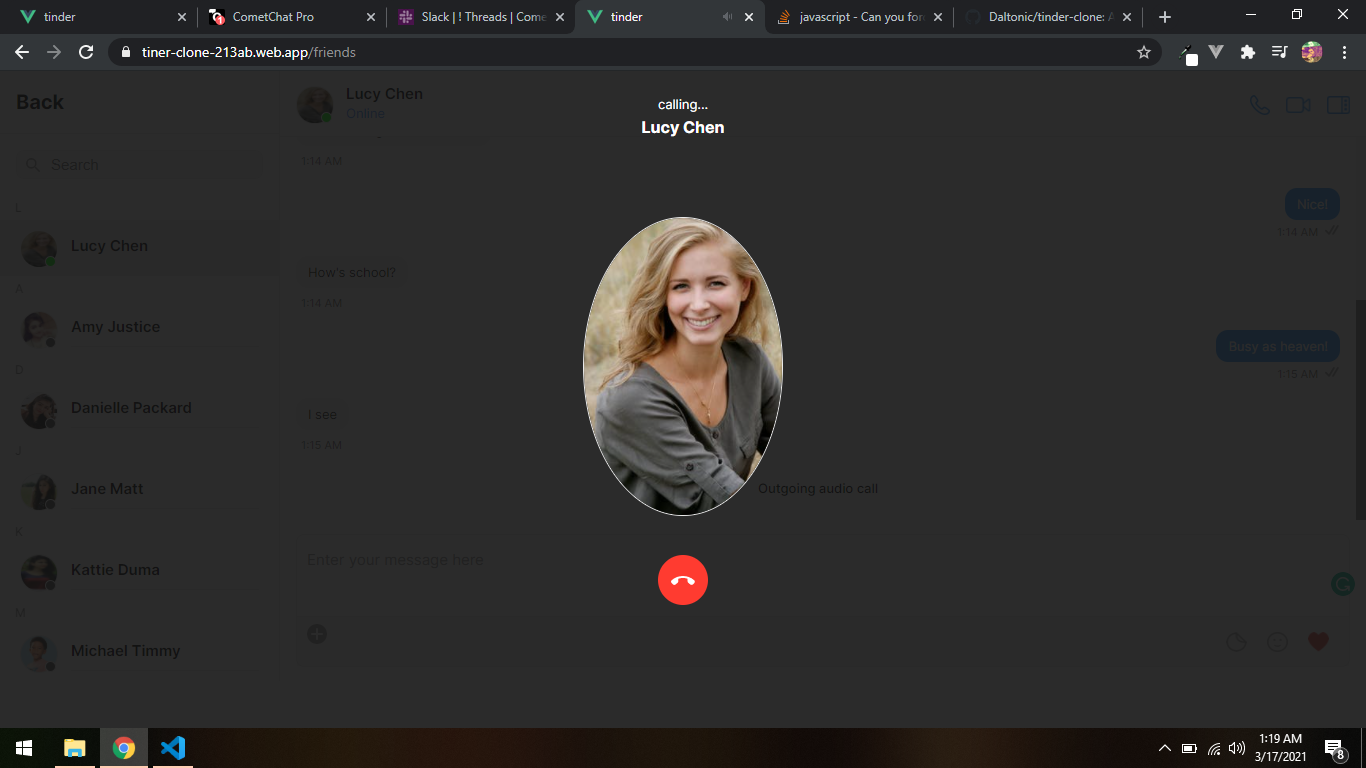 tinder
CometChat Pro
Slack | ! Threads | Come
tinder
javascript - Can you for
Daltonic/tinder-clone: A
tiner-clone-213ab.web.app/friends
Back
Search
L
Lucy Chen
A
Amy Justice
D
Danielle Packard
J
Jane Matt
K
Kattie Duma
M
Michael Timmy
Lucy Chen
Online
calling...
Lucy Chen
1:14 AM
Nice!
1:14 AM
How's school?
1:14 AM
Busy as heaven!
1:15 AM
I see
1:15 AM
Outgoing audio call
Enter your message here
1:19 AM
3/17/2021
8